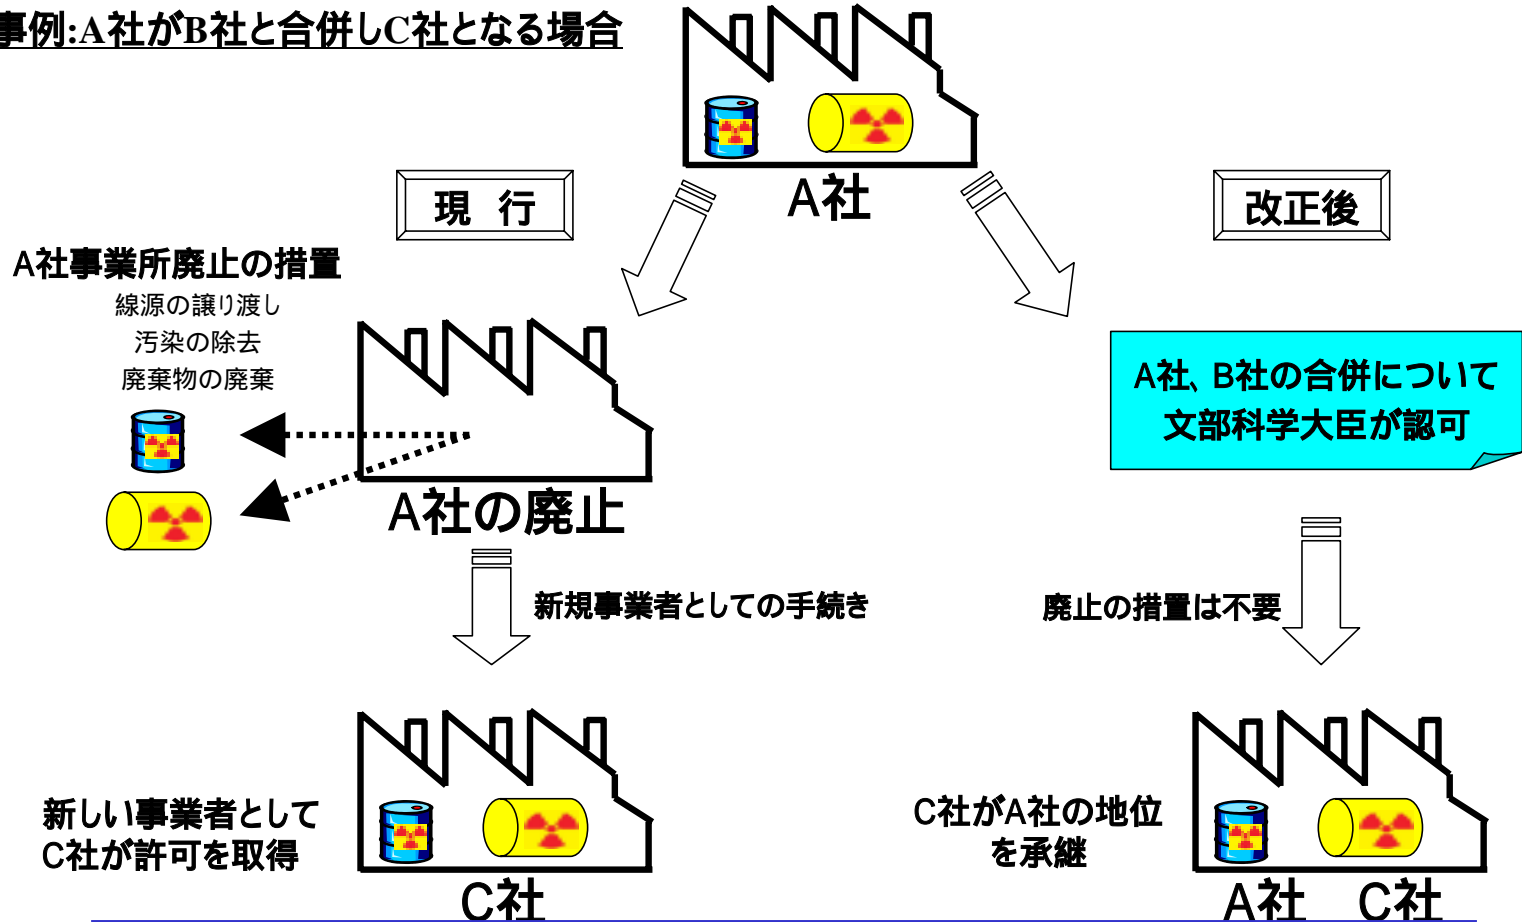 事例:A社がB社と合併しC社となる場合
A社
現 行
改正後
A社事業所廃止の措置
線源の譲り渡し
汚染の除去
廃棄物の廃棄
A社の廃止
新規事業者としての手続き
新しい事業者として
C社が許可を取得
C社
A社、B社の合併について
文部科学大臣が認可
廃止の措置は不要
C社がA社の地位
を承継
A社 C社